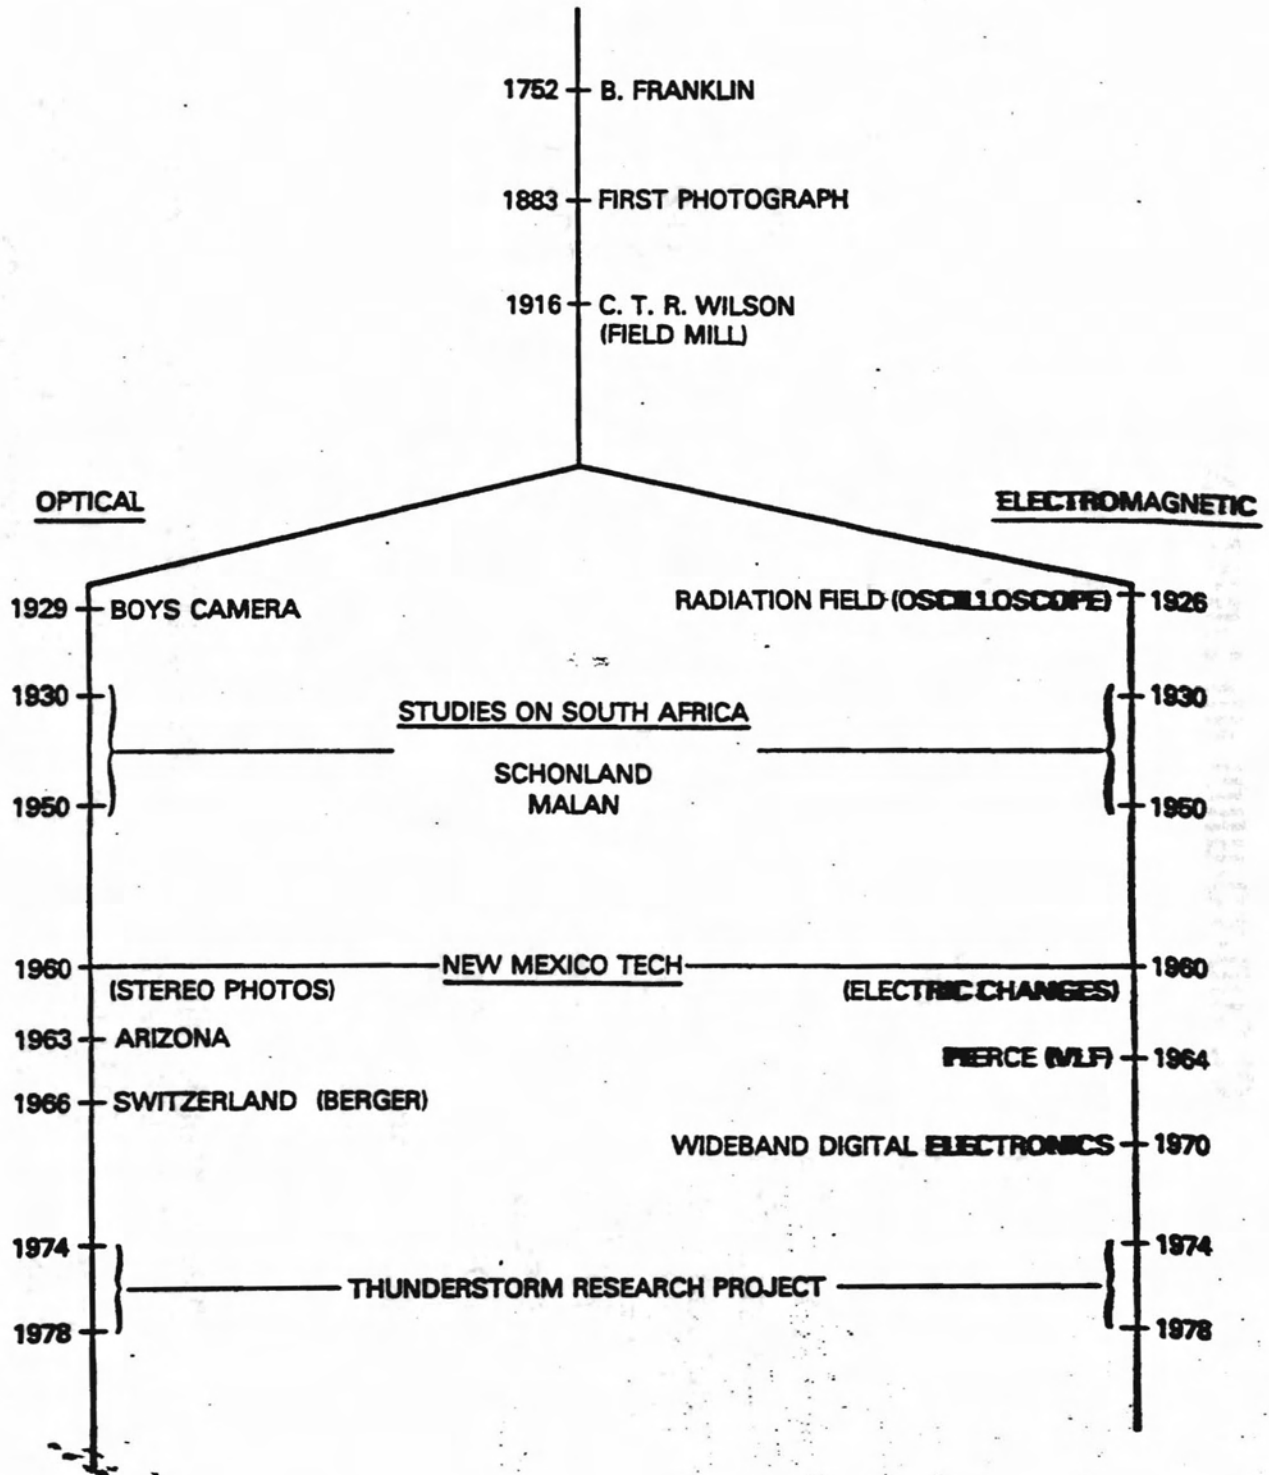 1752 B. FRANKLIN
1883 FIRST PHOTOGRAPH
1916 C. T. R. WILSON
(FIELD MILL)
OPTICAL
ELECTROMAGNETIC
1929 BOYS CAMERA
RADIATION FIELD (OSCILLOSCOPE) 1926
1930
1930
STUDIES ON SOUTH AFRICA
SCHONLAND
MALAN
1950
1950
1960 NEW MEXICO TECH 1960
(STEREO PHOTOS)
(ELECTRIC CHANGES)
1963 ARIZONA
PIERCE (VLF) 1964
1966 SWITZERLAND (BERGER)
WIDEBAND DIGITAL ELECTRONICS 1970
1974
1974
THUNDERSTORM RESEARCH PROJECT
1978
1978